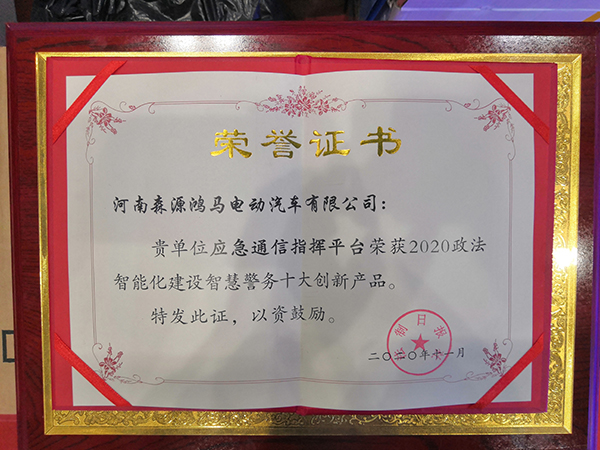 荣誉证书
河南森源鸿马电动汽车有限公司：
贵单位应急通信指挥平台荣获2020政法
智能化建设智慧警务十大创新产品。
特发此证，以资鼓励。
制日报
二〇二〇年十一月